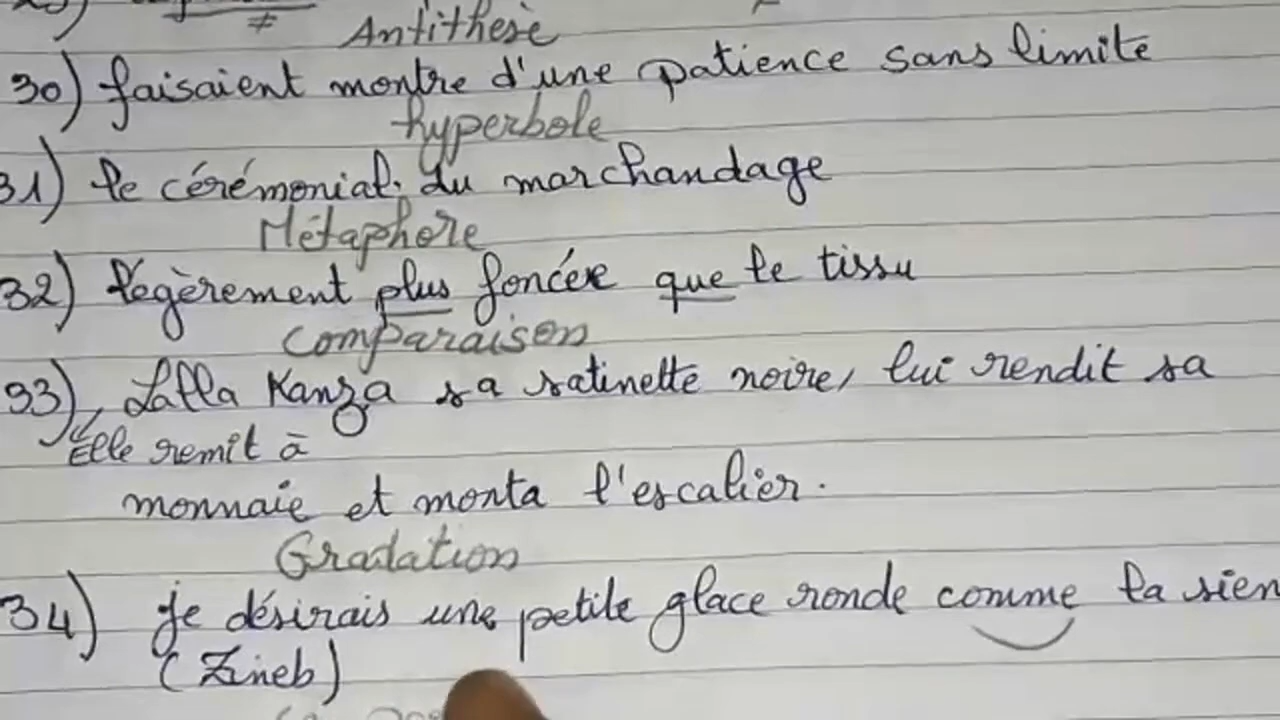 ≠ Antithèse
30) faisaient montre d'une patience sans limite
hyperbole
31) le cérémonial du marchandage
Métaphore
32) légèrement plus foncée que le tissu
comparaison
33), Lalla Kanza sa satinette noire, lui rendit sa
Elle remit à
monnaie et monta l'escalier.
Gradation
34) je désirais une petite glace ronde comme la sien
(Zineb)